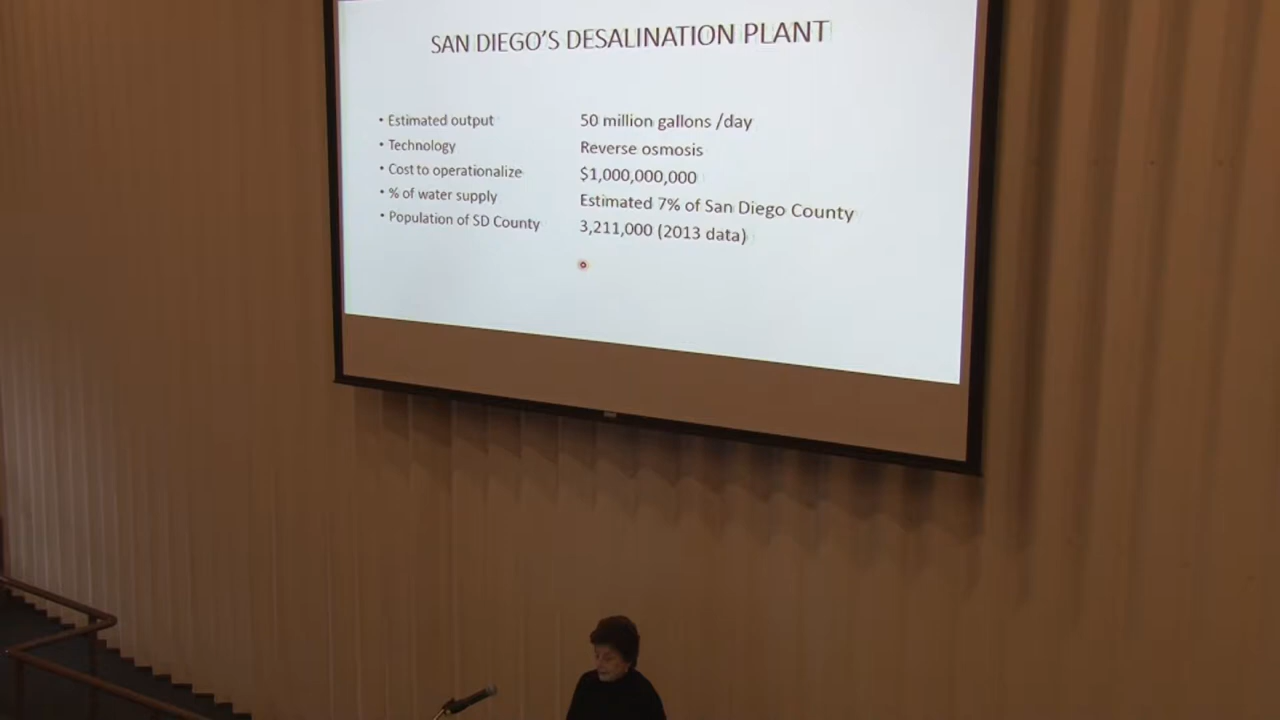 SAN DIEGO'S DESALINATION PLANT
• Estimated output 50 million gallons /day
• Technology Reverse osmosis
• Cost to operationalize $1,000,000,000
• % of water supply Estimated 7% of San Diego County
• Population of SD County 3,211,000 (2013 data)